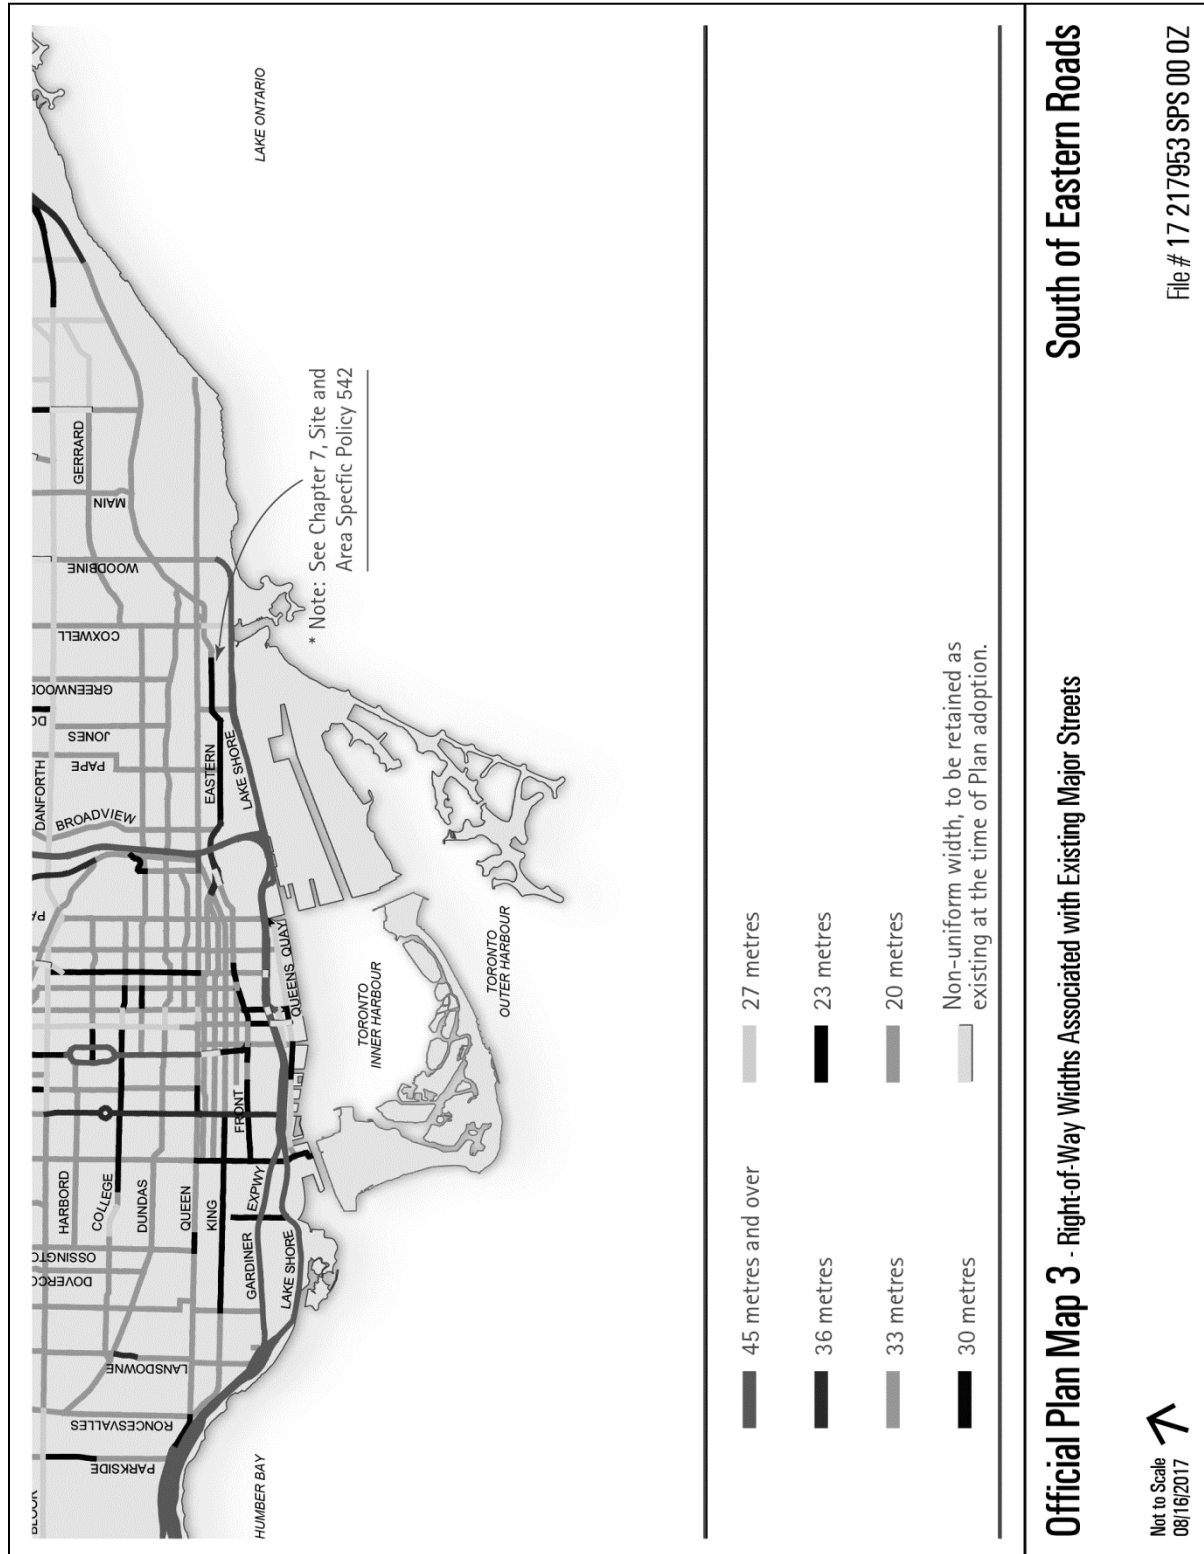 LAKE ONTARIO
GERRARD
MAIN
WOODBINE
COXWELL
GREENWOOD
JONES
PAPE
DANFORTH
BROADVIEW
EASTERN
LAKE SHORE
* Note: See Chapter 7, Site and
Area Specfic Policy 542
QUEENS QUAY
TORONTO
INNER HARBOUR
TORONTO
OUTER HARBOUR
FRONT
HARBORD
COLLEGE
DUNDAS
QUEEN
KING
EXPWY
GARDINER
LAKE SHORE
OSSINGTO
DOVERCO
LANSDOWNE
RONCESVALLES
PARKSIDE
HUMBER BAY
45 metres and over
36 metres
33 metres
30 metres
27 metres
23 metres
20 metres
Non-uniform width, to be retained as
existing at the time of Plan adoption.
Official Plan Map 3 - Right-of-Way Widths Associated with Existing Major Streets
South of Eastern Roads
File # 17 217953 SPS 00 OZ
Not to Scale
08/16/2017